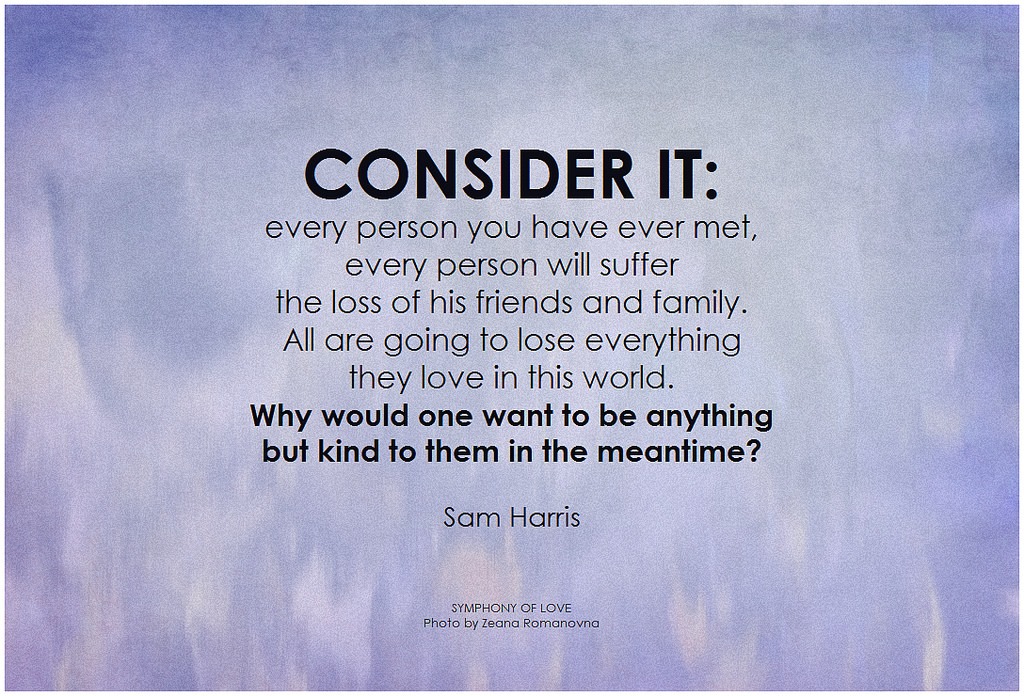 CONSIDER IT:
every person you have ever met,
every person will suffer
the loss of his friends and family.
All are going to lose everything
they love in this world.
Why would one want to be anything
but kind to them in the meantime?
Sam Harris
SYMPHONY OF LOVE
Photo by Zeana Romanovna